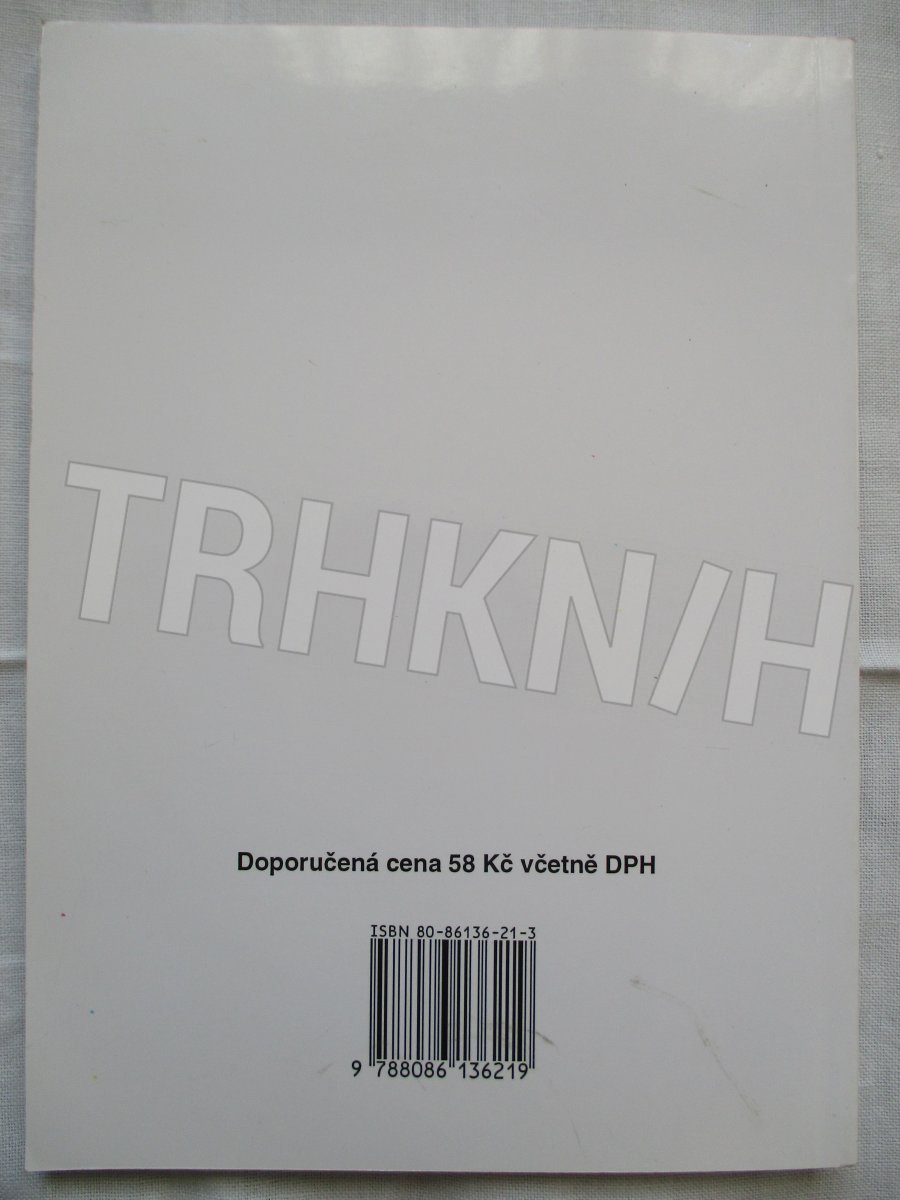 TRHKN/H
Doporučená cena 58 Kč včetně DPH
ISBN 80-86136-21-3
9 788086 136219